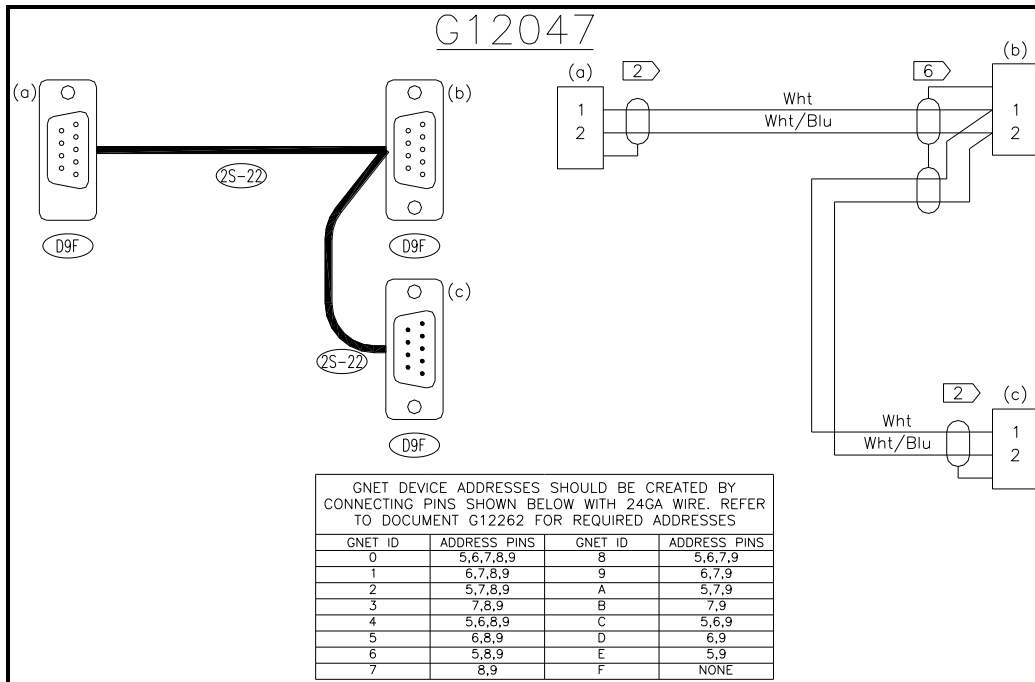 G12047
(a)
(b)
2S-22
D9F
D9F
(c)
2S-22
D9F
(a)
2
6
(b)
1
2
Wht
Wht/Blu
1
2
2
(c)
Wht
Wht/Blu
1
2
GNET DEVICE ADDRESSES SHOULD BE CREATED BY
CONNECTING PINS SHOWN BELOW WITH 24GA WIRE. REFER
TO DOCUMENT G12262 FOR REQUIRED ADDRESSES
GNET ID ADDRESS PINS GNET ID ADDRESS PINS
0 5,6,7,8,9 8 5,6,7,9
1 6,7,8,9 9 6,7,9
2 5,7,8,9 A 5,7,9
3 7,8,9 B 7,9
4 5,6,8,9 C 5,6,9
5 6,8,9 D 6,9
6 5,8,9 E 5,9
7 8,9 F NONE